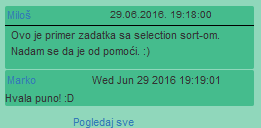 Miloš 29.06.2016. 19:18:00
Ovo je primer zadatka sa selection sort-om.
Nadam se da je od pomoći. :)
Marko Wed Jun 29 2016 19:19:01
Hvala puno! :D
Pogledaj sve